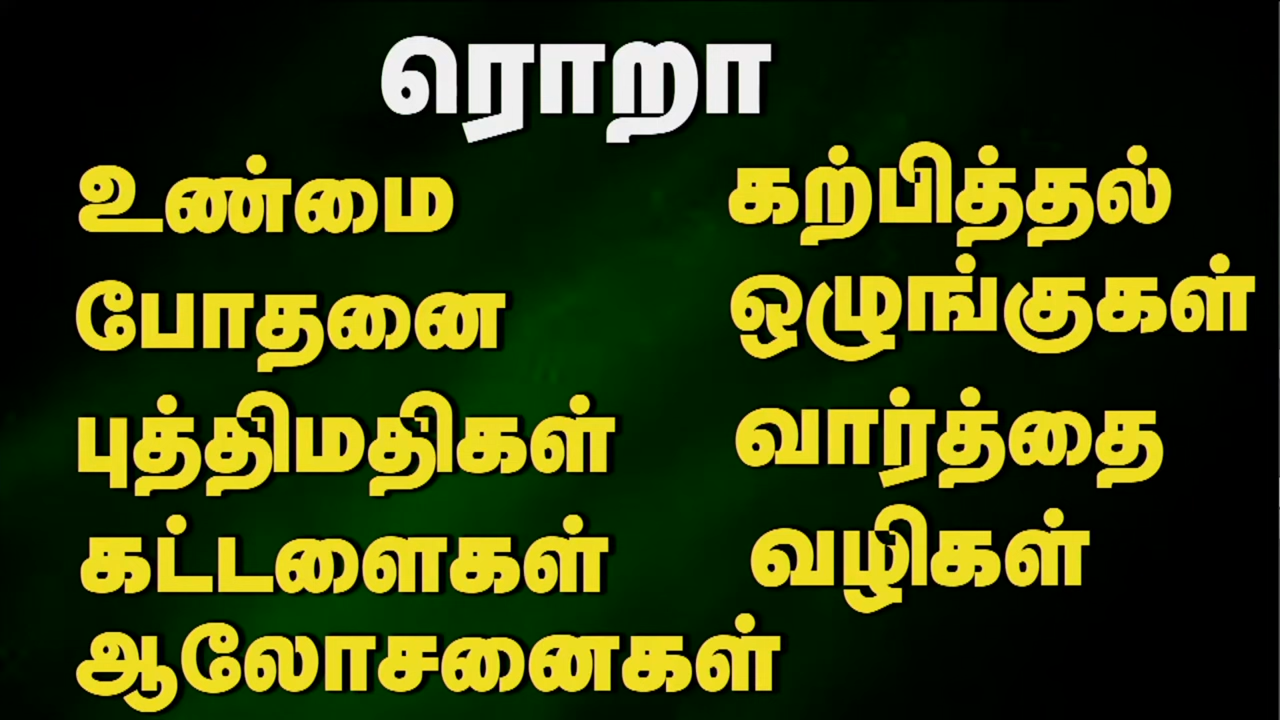 ரொறா
உண்மை
போதனை
புத்திமதிகள்
கட்டளைகள்
ஆலோசனைகள்
கற்பித்தல்
ஒழுங்குகள்
வார்த்தை
வழிகள்